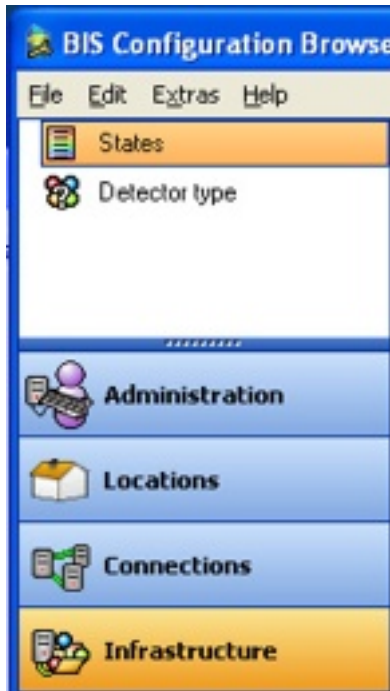 BIS Configuration Browse
File Edit Extras Help
States
Detector type
Administration
Locations
Connections
Infrastructure